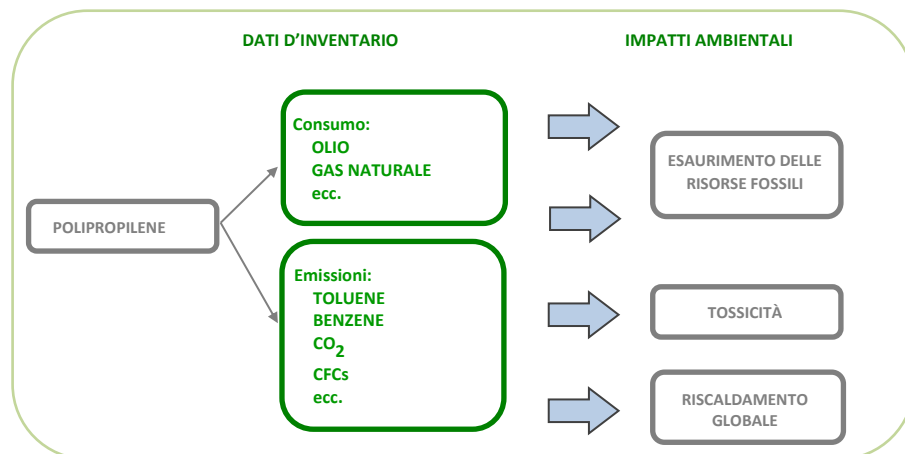 DATI D’INVENTARIO
IMPATTI AMBIENTALI
POLIPROPILENE
Consumo:
OLIO
GAS NATURALE
ecc.
Emissioni:
TOLUENE
BENZENE
CO2
CFCs
ecc.
ESAURIMENTO DELLE
RISORSE FOSSILI
TOSSICITÀ
RISCALDAMENTO
GLOBALE